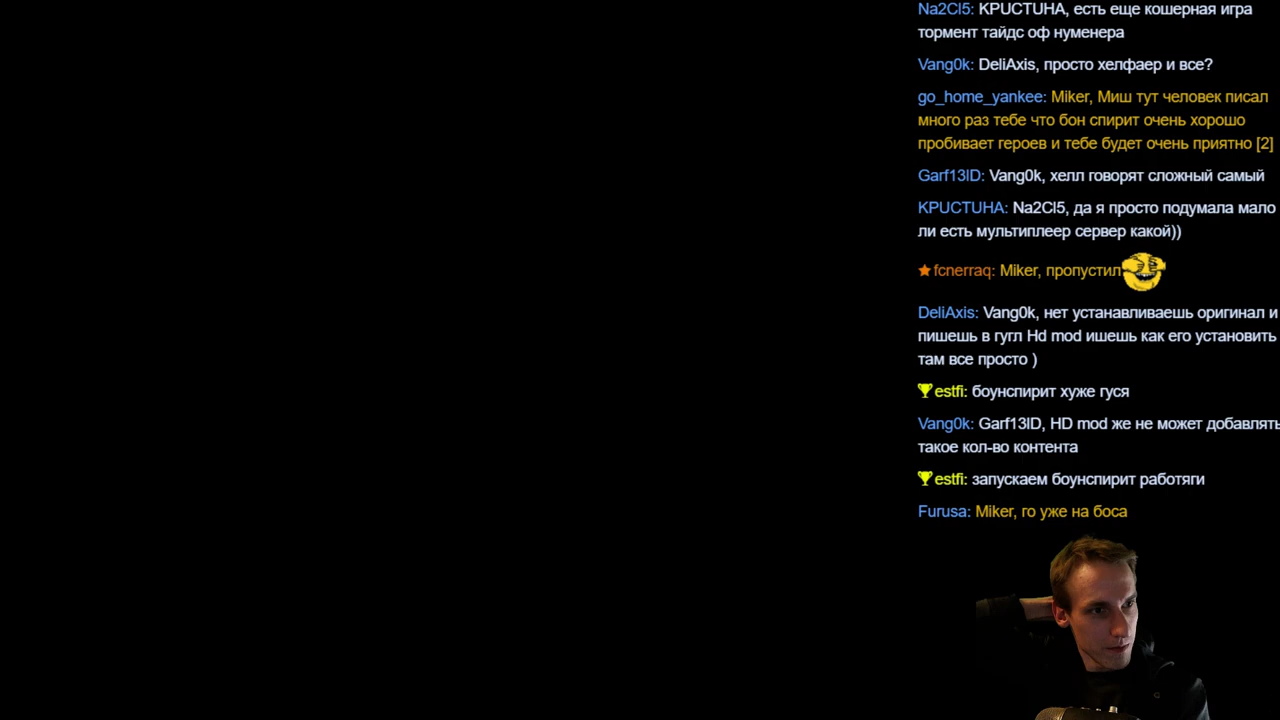 Na2Cl5: KPUCTUHA, есть еще кошерная игра
тормент тайдс оф нуменера
Vang0k: DeliAxis, просто хелфаер и все?
go_home_yankee: Miker, Миш тут человек писал
много раз тебе что бон спирит очень хорошо
пробивает героев и тебе будет очень приятно [2]
Garf13lD: Vang0k, хелл говорят сложный самый
KPUCTUHA: Na2Cl5, да я просто подумала мало
ли есть мультиплеер сервер какой))
fcnerraq: Miker, пропустил
DeliAxis: Vang0k, нет устанавливаешь оригинал и
пишешь в гугл Hd mod ишешь как его установить
там все просто )
estfi: боунспирит хуже гуся
Vang0k: Garf13lD, HD mod же не может добавлять
такое кол-во контента
estfi: запускаем боунспирит работяги
Furusa: Miker, го уже на боса